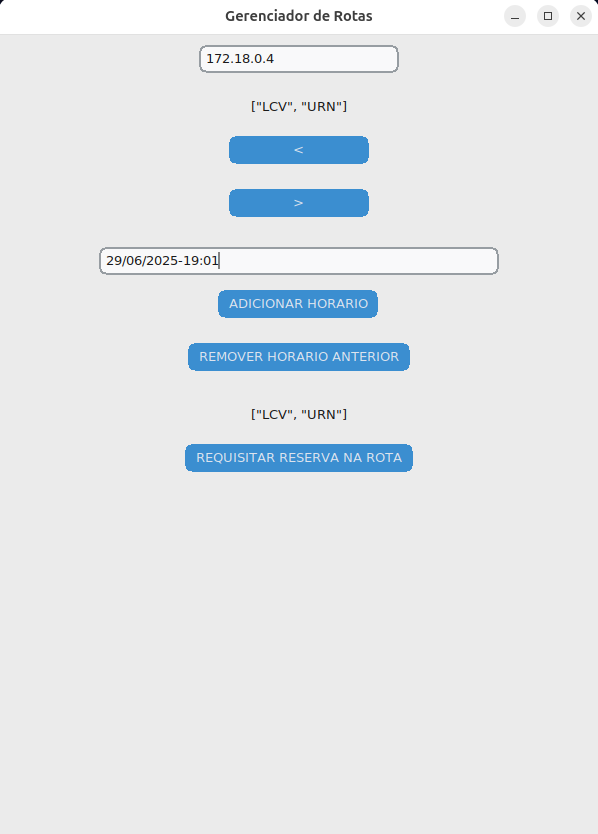 Gerenciador de Rotas
172.18.0.4
["LCV", "URN"]
<
>
29/06/2025-19:01
ADICIONAR HORARIO
REMOVER HORARIO ANTERIOR
["LCV", "URN"]
REQUISITAR RESERVA NA ROTA